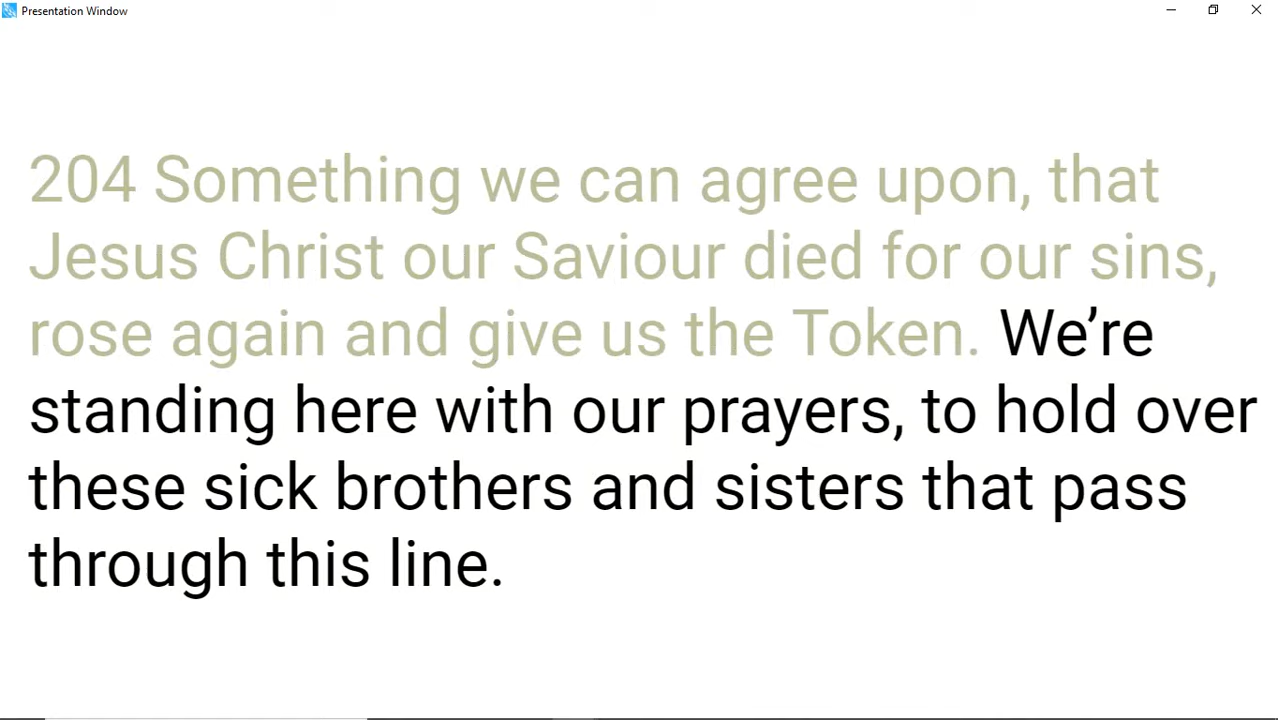 Presentation Window
204 Something we can agree upon, that
Jesus Christ our Saviour died for our sins,
rose again and give us the Token. We’re
standing here with our prayers, to hold over
these sick brothers and sisters that pass
through this line.